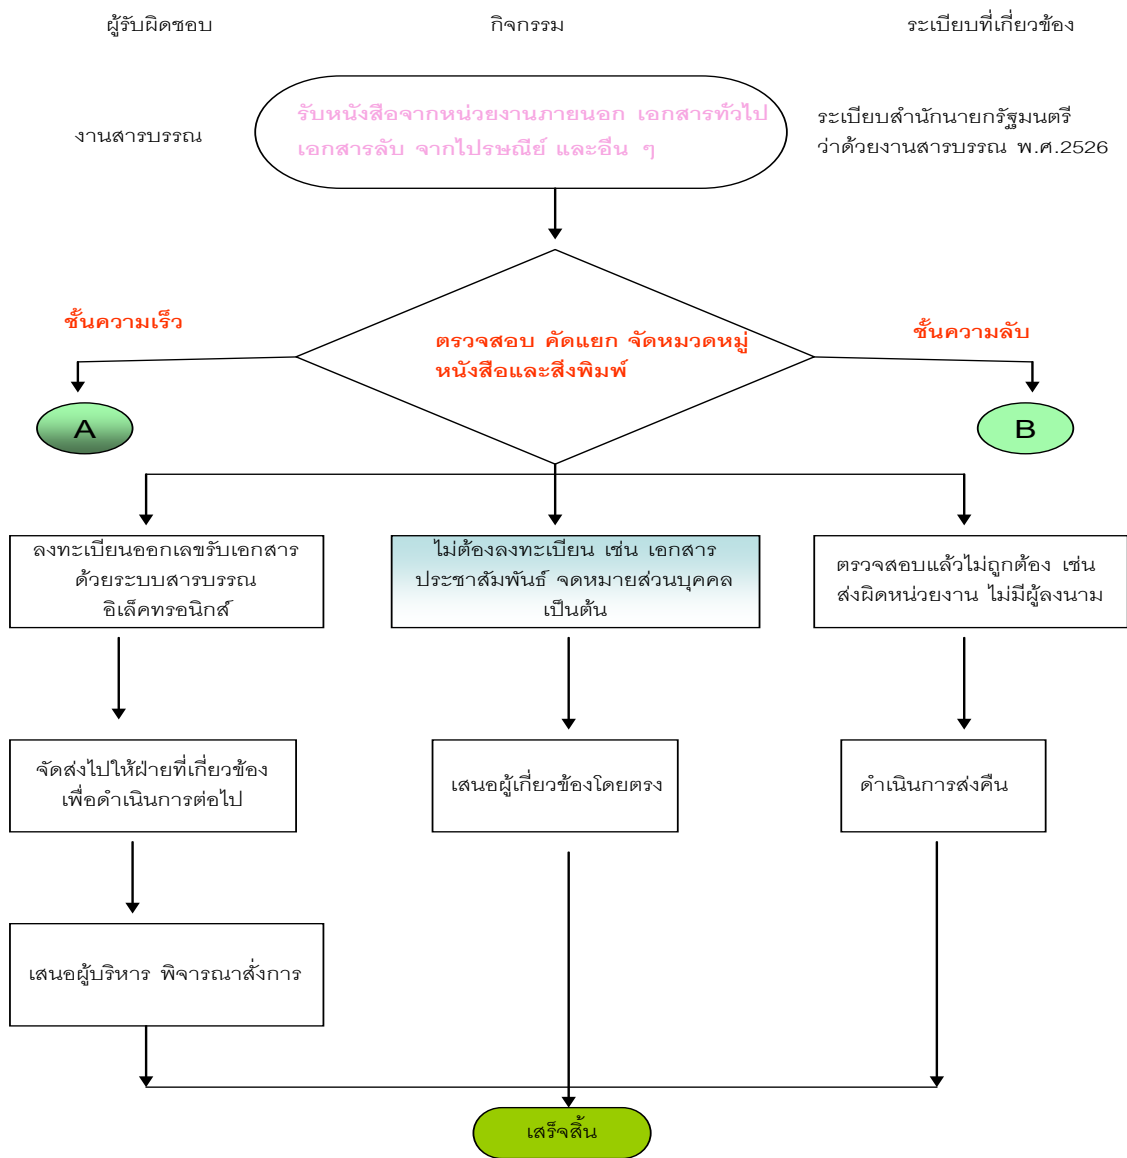 ผู้รับผิดชอบ
กิจกรรม
ระเบียบที่เกี่ยวข้อง
งานสารบรรณ
รับหนังสือจากหน่วยงานภายนอก เอกสารทั่วไป
เอกสารลับ จากไปรษณีย์ และอื่น ๆ
ระเบียบสำนักนายกรัฐมนตรี
ว่าด้วยงานสารบรรณ พ.ศ.2526
ชั้นความเร็ว
ตรวจสอบ คัดแยก จัดหมวดหมู่
หนังสือและสิ่งพิมพ์
ชั้นความลับ
A
B
ลงทะเบียนออกเลขรับเอกสาร
ด้วยระบบสารบรรณ
อิเล็คทรอนิกส์
ไม่ต้องลงทะเบียน เช่น เอกสาร
ประชาสัมพันธ์ จดหมายส่วนบุคคล
เป็นต้น
ตรวจสอบแล้วไม่ถูกต้อง เช่น
ส่งผิดหน่วยงาน ไม่มีผู้ลงนาม
จัดส่งไปให้ฝ่ายที่เกี่ยวข้อง
เพื่อดำเนินการต่อไป
เสนอผู้เกี่ยวข้องโดยตรง
ดำเนินการส่งคืน
เสนอผู้บริหาร พิจารณาสั่งการ
เสร็จสิ้น